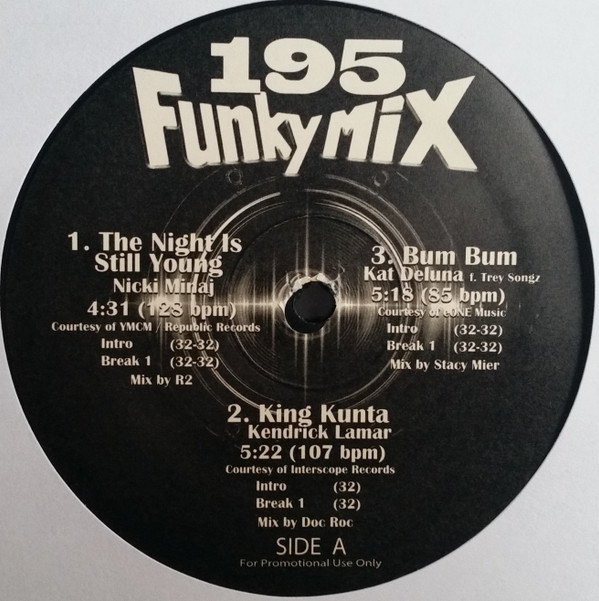 195
Funkymix
1. The Night Is
Still Young
Nicki Minaj
4:31 (128 bpm)
Courtesy of YMCM / Republic Records
Intro (32-32)
Break 1 (32-32)
Mix by R2
3. Bum Bum
Kat Deluna f. Trey Songz
5:18 (85 bpm)
Courtesy of eONE Music
Intro (32-32)
Break 1 (32-32)
Mix by Stacy Mier
2. King Kunta
Kendrick Lamar
5:22 (107 bpm)
Courtesy of Interscope Records
Intro (32)
Break 1 (32)
Mix by Doc Roc
SIDE A
For Promotional Use Only